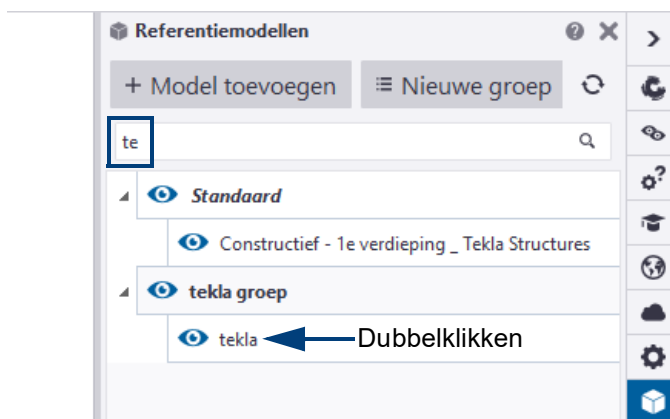 Referentiemodellen
+ Model toevoegen
Nieuwe groep
te
Standaard
Constructief - 1e verdieping _ Tekla Structures
tekla groep
tekla
Dubbelklikken